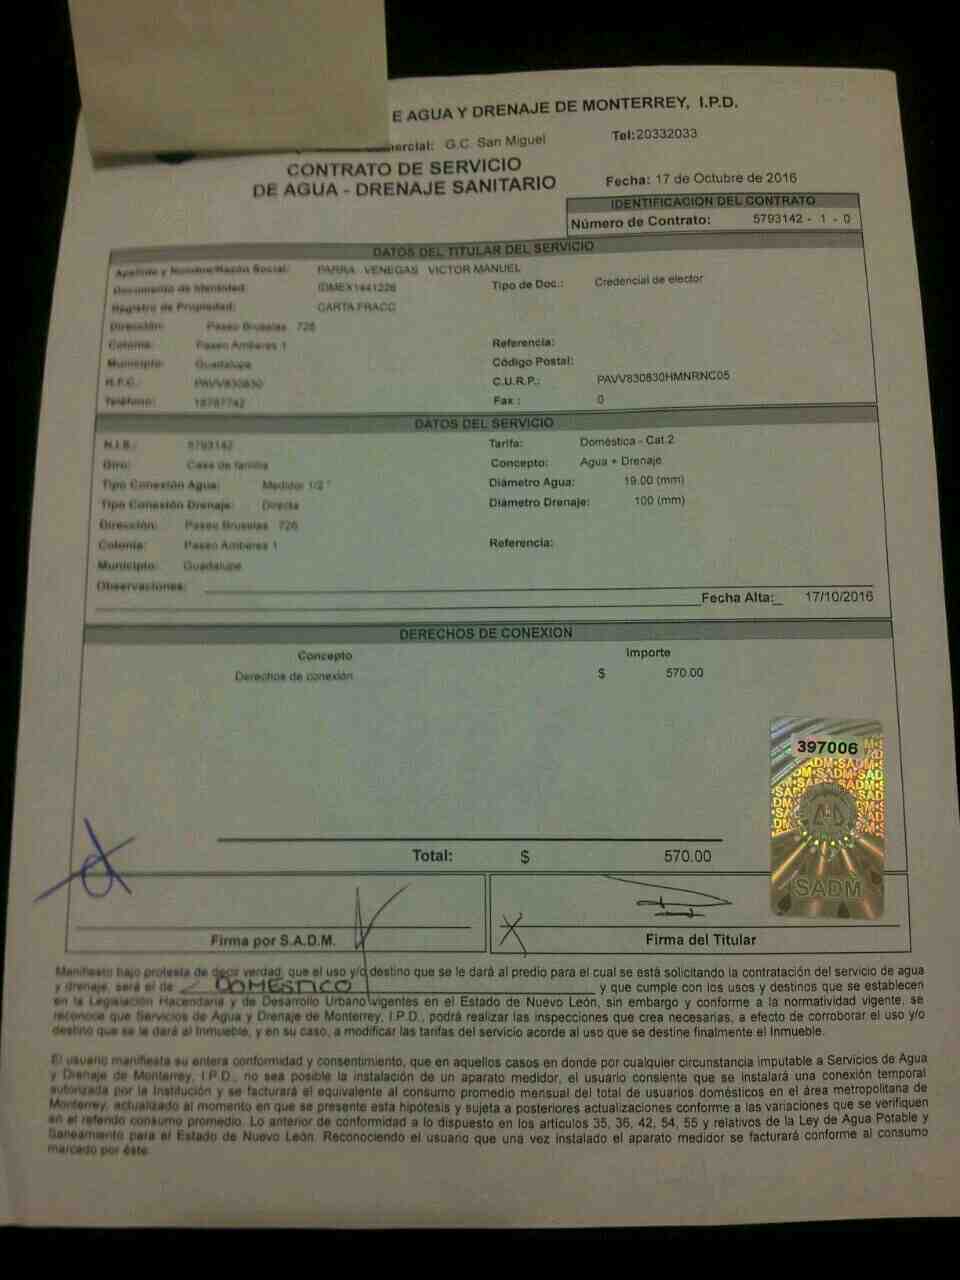 E AGUA Y DRENAJE DE MONTERREY, I.P.D.
omercial: G.C. San Miguel Tel:20332033
CONTRATO DE SERVICIO
DE AGUA - DRENAJE SANITARIO
Fecha: 17 de Octubre de 2016
IDENTIFICACION DEL CONTRATO
Número de Contrato: 5793142 - 1 - 0
DATOS DEL TITULAR DEL SERVICIO
Apellido y Nombre/Razón Social: PARRA VENEGAS VICTOR MANUEL
Documento de Identidad: IDMEX1441226 Tipo de Doc.: Credencial de elector
Registro de Propiedad: CARTA FRACC
Dirección: Paseo Bruselas 726
Colonia: Paseo Amberes 1 Referencia:
Municipio: Guadalupe Código Postal:
R.F.C.: PAVV830830 C.U.R.P.: PAVV830830HMNRNC05
Teléfono: 18767742 Fax : 0
DATOS DEL SERVICIO
N.I.S.: 5793142 Tarifa: Doméstica - Cat.2
Giro: Casa de familia Concepto: Agua + Drenaje
Tipo Conexión Agua: Medidor 1/2 " Diámetro Agua: 19.00 (mm)
Tipo Conexión Drenaje: Directa Diámetro Drenaje: 100 (mm)
Dirección: Paseo Bruselas 726
Colonia: Paseo Amberes 1 Referencia:
Municipio: Guadalupe
Observaciones:
Fecha Alta: 17/10/2016
DERECHOS DE CONEXION
Concepto Importe
Derechos de conexión $ 570.00
397006
SADM
Total: $ 570.00
Firma por S.A.D.M. Firma del Titular
Manifiesto bajo protesta de decir verdad, que el uso y/o destino que se le dará al predio para el cual se está solicitando la contratación del servicio de agua
y drenaje, será el de DOMESTICO y que cumple con los usos y destinos que se establecen
en la Legislación Hacendaria y de Desarrollo Urbano vigentes en el Estado de Nuevo León, sin embargo y conforme a la normatividad vigente, se
reconoce que Servicios de Agua y Drenaje de Monterrey, I.P.D., podrá realizar las inspecciones que crea necesarias, a efecto de corroborar el uso y/o
destino que se le dará al Inmueble, y en su caso, a modificar las tarifas del servicio acorde al uso que se destine finalmente el Inmueble.
El usuario manifiesta su entera conformidad y consentimiento, que en aquellos casos en donde por cualquier circunstancia imputable a Servicios de Agua
y Drenaje de Monterrey, I.P.D., no sea posible la instalación de un aparato medidor, el usuario consiente que se instalará una conexión temporal
autorizada por la Institución y se facturará el equivalente al consumo promedio mensual del total de usuarios domésticos en el área metropolitana de
Monterrey, actualizado al momento en que se presente esta hipótesis y sujeta a posteriores actualizaciones conforme a las variaciones que se verifiquen
en el referido consumo promedio. Lo anterior de conformidad a lo dispuesto en los artículos 35, 36, 42, 54, 55 y relativos de la Ley de Agua Potable y
Saneamiento para el Estado de Nuevo León. Reconociendo el usuario que una vez instalado el aparato medidor se facturará conforme al consumo
marcado por éste.